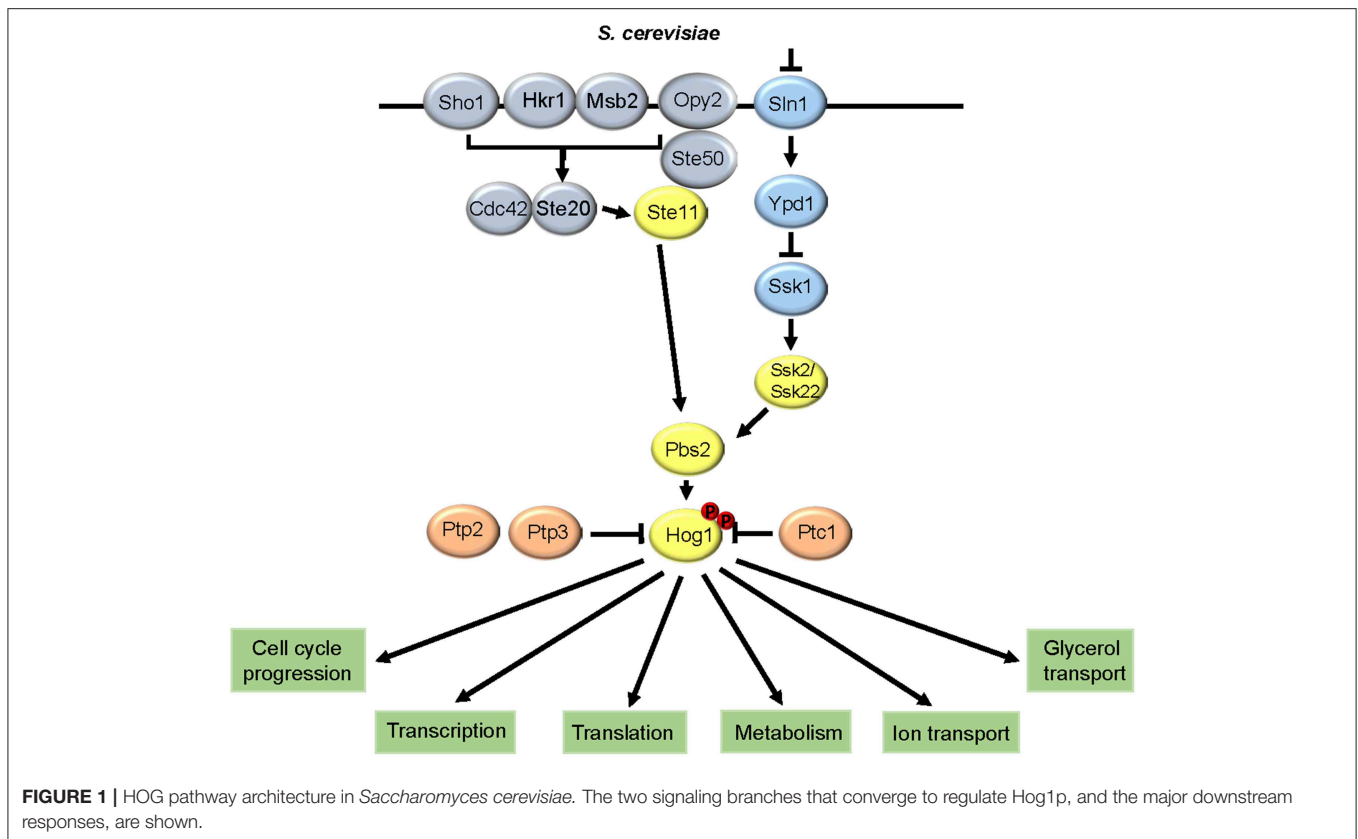 S. cerevisiae
Sho1
Hkr1
Msb2
Opy2
Sln1
Ste50
Cdc42
Ste20
Ste11
Ypd1
Ssk1
Ssk2/
Ssk22
Pbs2
Ptp2
Ptp3
Hog1
P
P
Ptc1
Cell cycle
progression
Glycerol
transport
Transcription
Translation
Metabolism
Ion transport
FIGURE 1 | HOG pathway architecture in Saccharomyces cerevisiae. The two signaling branches that converge to regulate Hog1p, and the major downstream
responses, are shown.